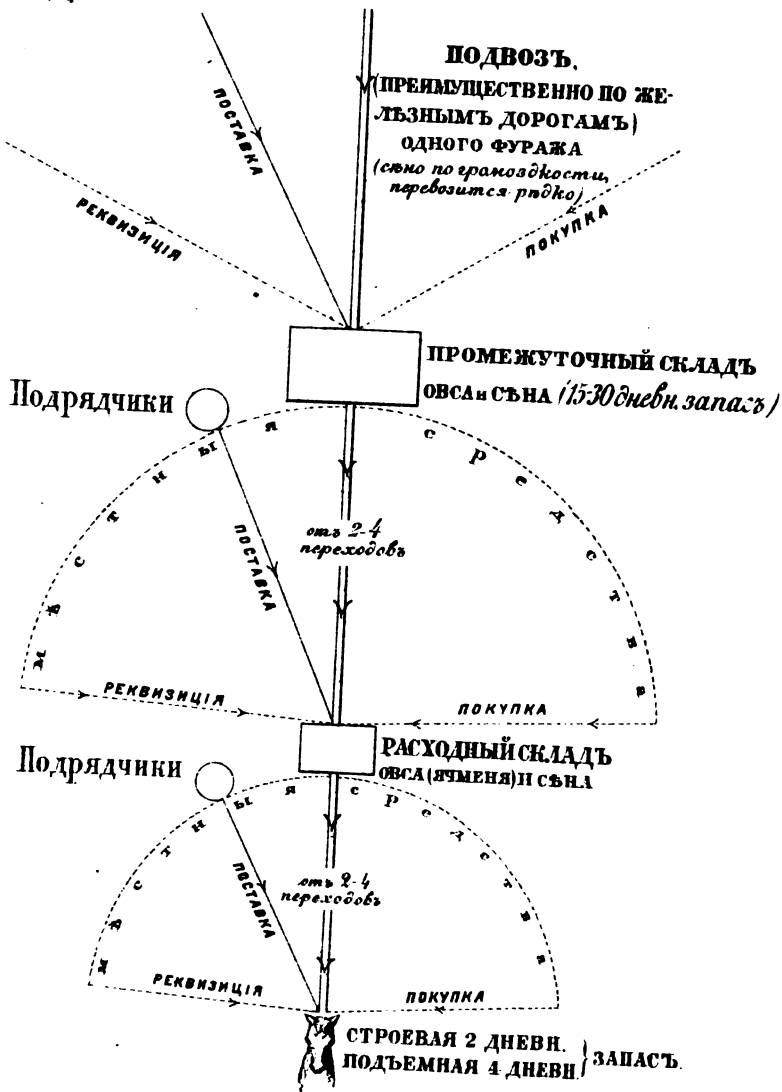 ПОДВОЗЪ.
(ПРЕИМУЩЕСТВЕННО ПО ЖЕ-
ЛѢЗНЫМЪ ДОРОГАМЪ)
ОДНОГО ФУРАЖА
(сѣно по громоздкости,
перевозится рѣдко)
ПОСТАВКА
РЕКВИЗИЦІЯ
ПОКУПКА
ПРОМЕЖУТОЧНЫЙ СКЛАДЪ
ОВСА и СѢНА (15-30 дневн. запасъ)
Подрядчики
мѣстныя средства
отъ 2-4
переходовъ
ПОСТАВКА
РЕКВИЗИЦІЯ
ПОКУПКА
РАСХОДНЫЙ СКЛАДЪ
ОВСА (ЯЧМЕНЯ) И СѢНА
Подрядчики
мѣстныя средства
отъ 2-4
переходовъ
ПОСТАВКА
РЕКВИЗИЦІЯ
ПОКУПКА
СТРОЕВАЯ 2 ДНЕВН.
ПОДЪЕМНАЯ 4 ДНЕВН.
ЗАПАСЪ.